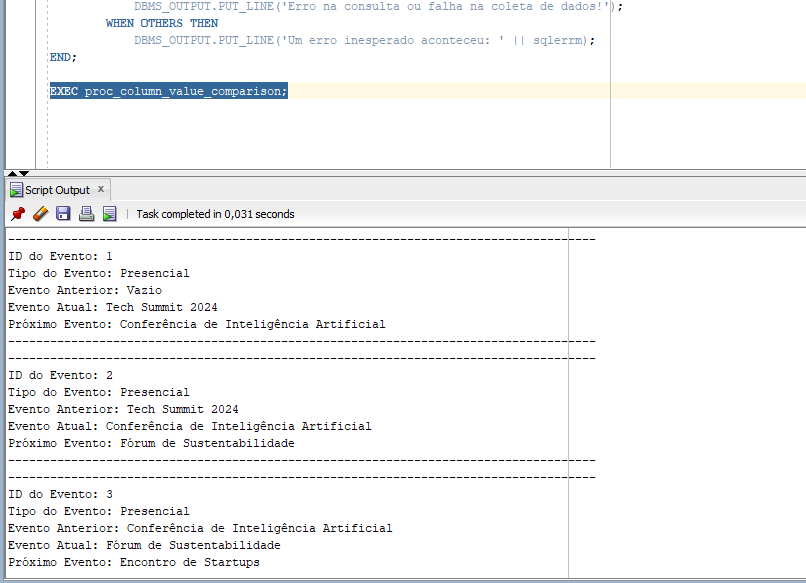 DBMS_OUTPUT.PUT_LINE('Erro na consulta ou falha na coleta de dados!');
WHEN OTHERS THEN
DBMS_OUTPUT.PUT_LINE('Um erro inesperado aconteceu: ' || sqlerrm);
END;
EXEC proc_column_value_comparison;
Script Output x
Task completed in 0,031 seconds
------------------------------------------------------------------------------------
ID do Evento: 1
Tipo do Evento: Presencial
Evento Anterior: Vazio
Evento Atual: Tech Summit 2024
Próximo Evento: Conferência de Inteligência Artificial
------------------------------------------------------------------------------------
------------------------------------------------------------------------------------
ID do Evento: 2
Tipo do Evento: Presencial
Evento Anterior: Tech Summit 2024
Evento Atual: Conferência de Inteligência Artificial
Próximo Evento: Fórum de Sustentabilidade
------------------------------------------------------------------------------------
------------------------------------------------------------------------------------
ID do Evento: 3
Tipo do Evento: Presencial
Evento Anterior: Conferência de Inteligência Artificial
Evento Atual: Fórum de Sustentabilidade
Próximo Evento: Encontro de Startups